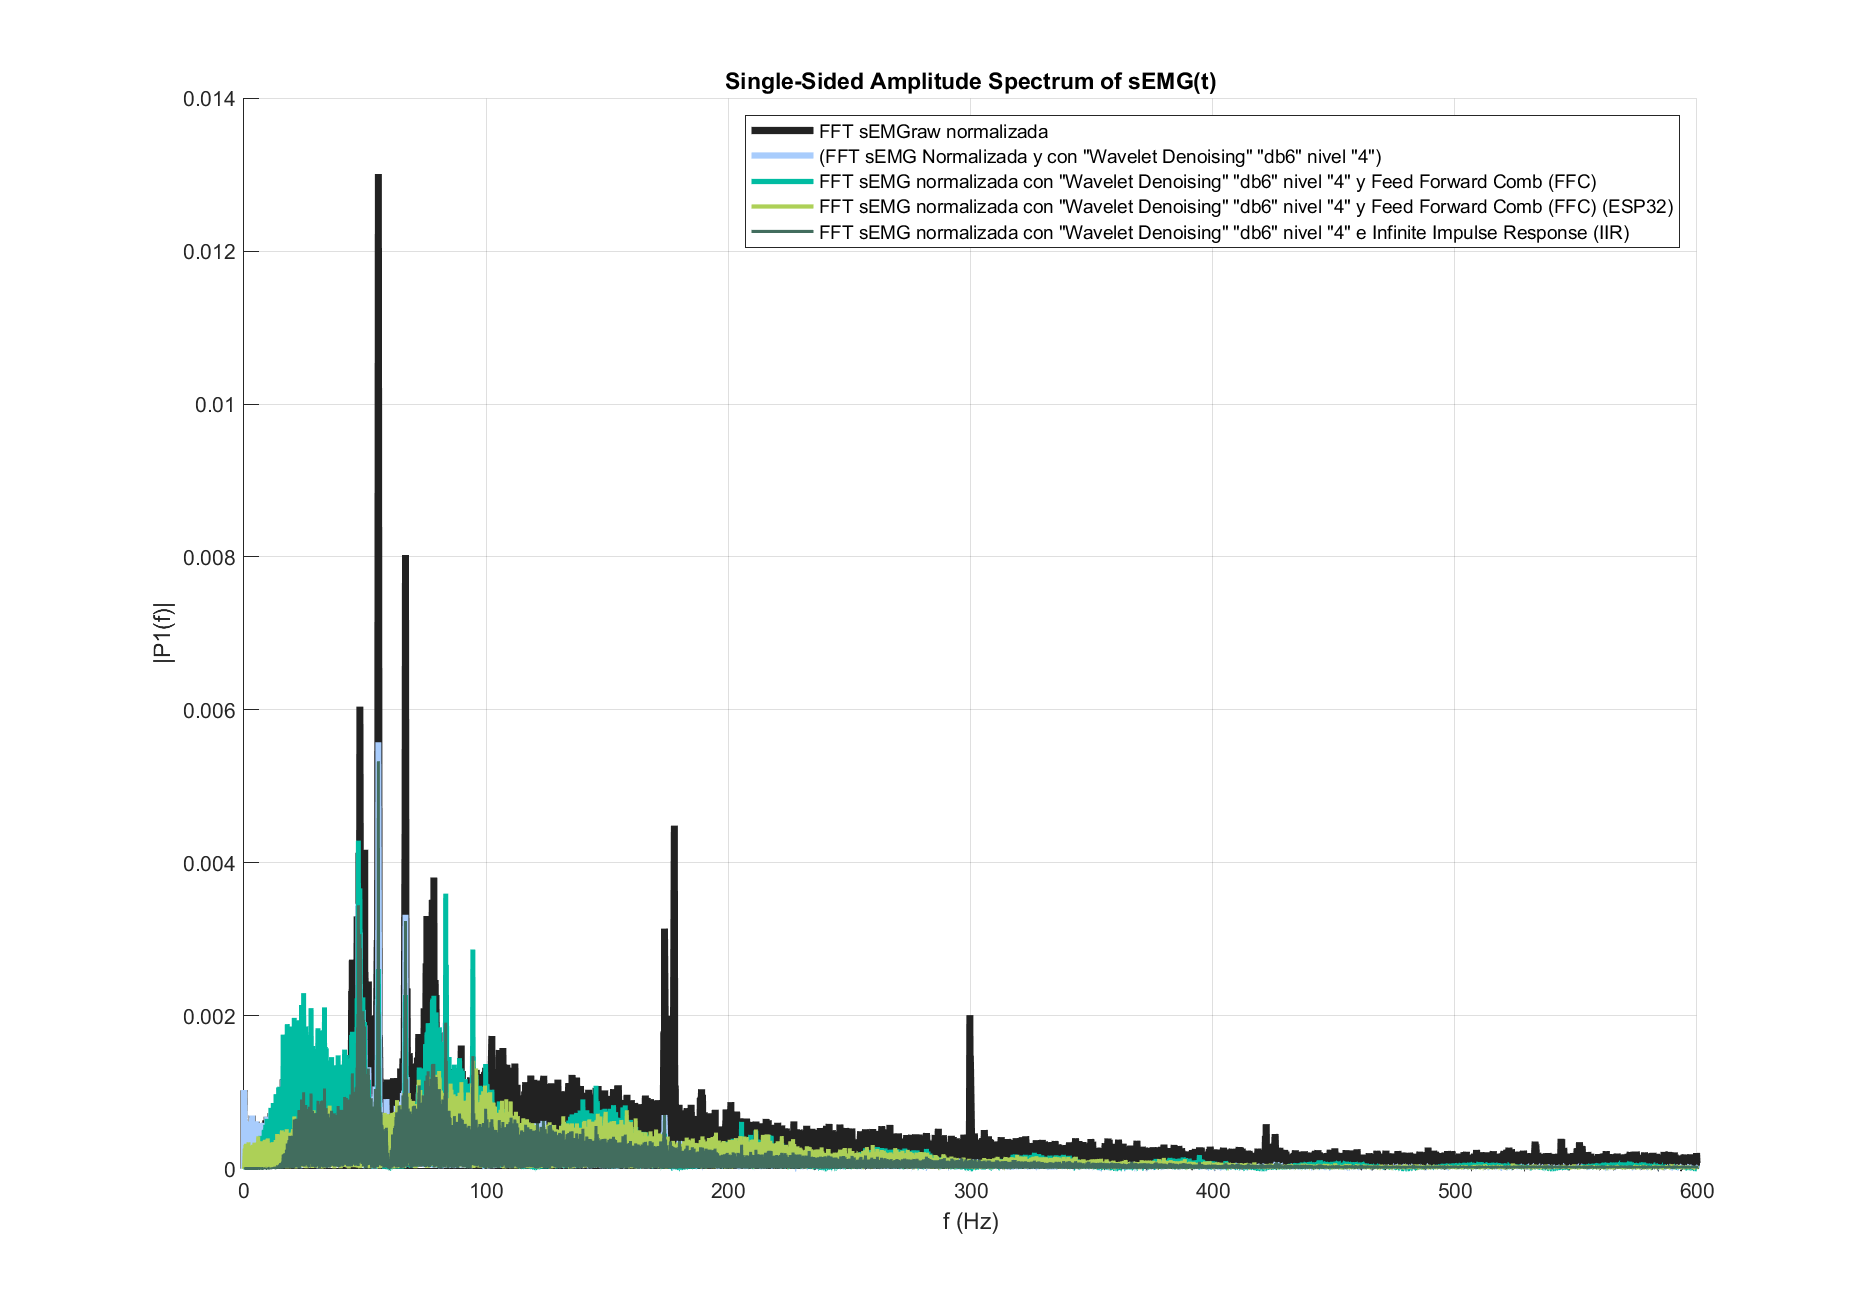 Single-Sided Amplitude Spectrum of sEMG(t)
FFT sEMGraw normalizada
(FFT sEMG Normalizada y con "Wavelet Denoising" "db6" nivel "4")
FFT sEMG normalizada con "Wavelet Denoising" "db6" nivel "4" y Feed Forward Comb (FFC)
FFT sEMG normalizada con "Wavelet Denoising" "db6" nivel "4" y Feed Forward Comb (FFC) (ESP32)
FFT sEMG normalizada con "Wavelet Denoising" "db6" nivel "4" e Infinite Impulse Response (IIR)
0.014
0.012
0.01
0.008
0.006
0.004
0.002
0
|P1(f)|
0 100 200 300 400 500 600
f (Hz)